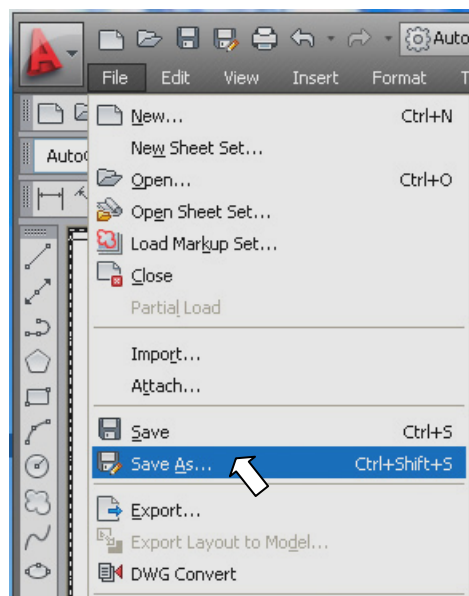 Auto
File Edit View Insert Format T
Auto
New... Ctrl+N
New Sheet Set...
Open... Ctrl+O
Open Sheet Set...
Load Markup Set...
Close
Partial Load
Import...
Attach...
Save Ctrl+S
Save As... Ctrl+Shift+S
Export...
Export Layout to Model...
DWG Convert